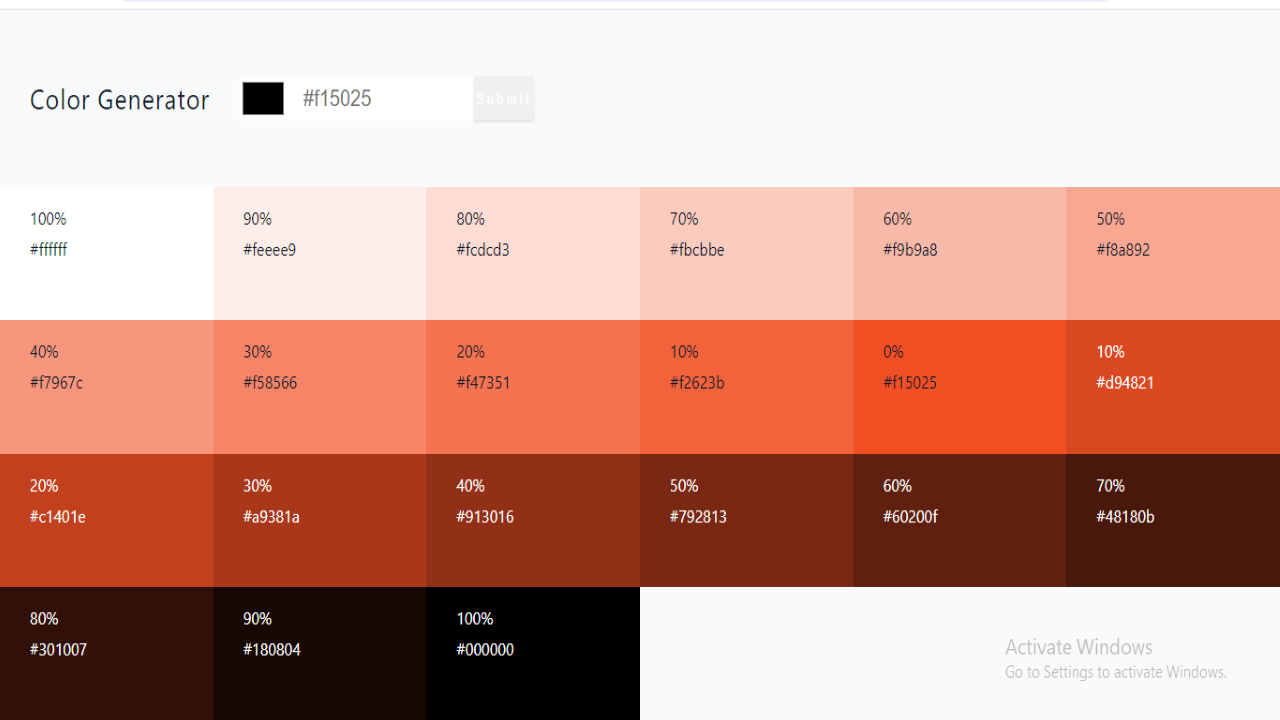 Color Generator #f15025 Submit
100% 90% 80% 70% 60% 50%
#ffffff #feeee9 #fcdcd3 #fbcbbe #f9b9a8 #f8a892
40% 30% 20% 10% 0% 10%
#f7967c #f58566 #f47351 #f2623b #f15025 #d94821
20% 30% 40% 50% 60% 70%
#c1401e #a9381a #913016 #792813 #60200f #48180b
80% 90% 100%
#301007 #180804 #000000
Activate Windows
Go to Settings to activate Windows.